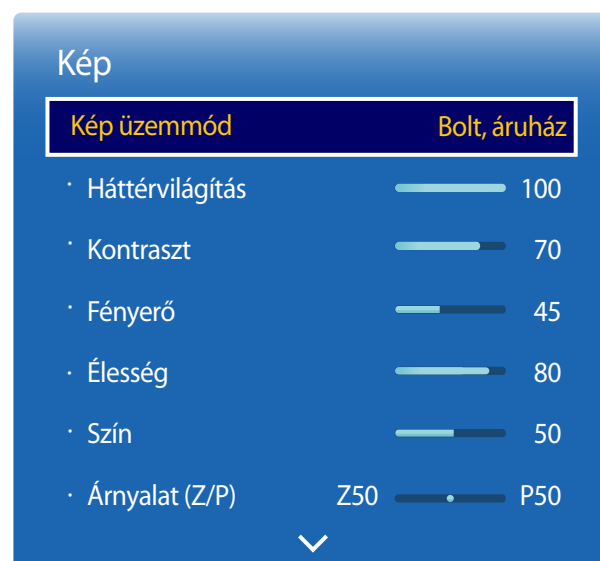 Kép
Kép üzemmód Bolt, áruház
· Háttérvilágítás 100
· Kontraszt 70
· Fényerő 45
· Élesség 80
· Szín 50
· Árnyalat (Z/P) Z50 P50